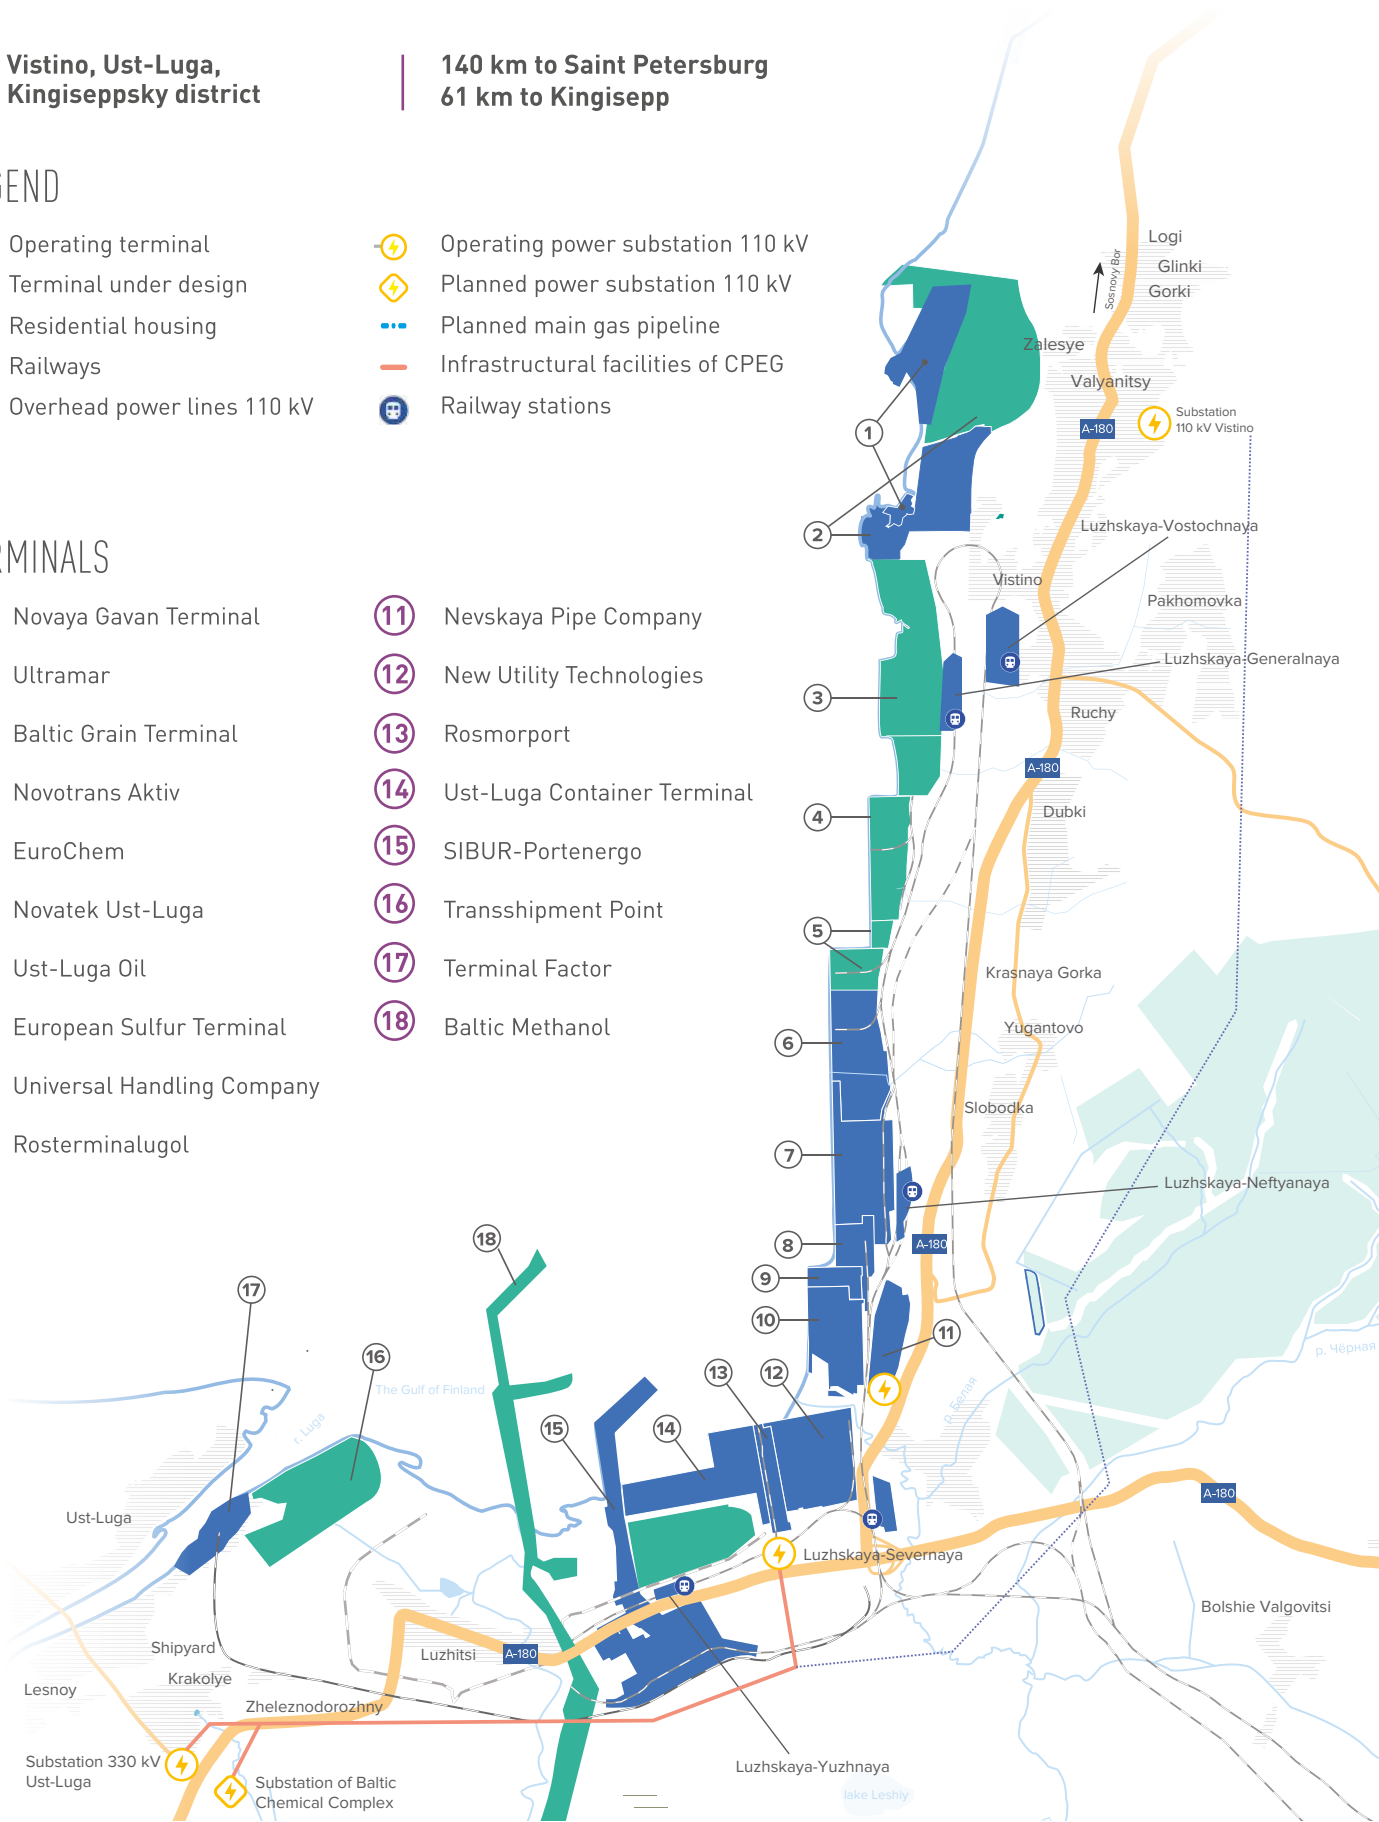 Vistino, Ust-Luga,
Kingiseppsky district
140 km to Saint Petersburg
61 km to Kingisepp
GEND
Operating terminal
Terminal under design
Residential housing
Railways
Overhead power lines 110 kV
Operating power substation 110 kV
Planned power substation 110 kV
Planned main gas pipeline
Infrastructural facilities of CPEG
Railway stations
RMINALS
Novaya Gavan Terminal
Ultramar
Baltic Grain Terminal
Novotrans Aktiv
EuroChem
Novatek Ust-Luga
Ust-Luga Oil
European Sulfur Terminal
Universal Handling Company
Rosterminalugol
11 Nevskaya Pipe Company
12 New Utility Technologies
13 Rosmorport
14 Ust-Luga Container Terminal
15 SIBUR-Portenergo
16 Transshipment Point
17 Terminal Factor
18 Baltic Methanol
Logi
Glinki
Gorki
Sosnovy Bor
Zalesye
Valyanitsy
A-180
Substation
110 kV Vistino
1
2
Luzhskaya-Vostochnaya
Vistino
Pakhomovka
Luzhskaya-Generalnaya
3
Ruchy
A-180
4
Dubki
5
Krasnaya Gorka
Yugantovo
6
Slobodka
7
Luzhskaya-Neftyanaya
8
A-180
9
10
11
р. Чёрная
18
17
16
The Gulf of Finland
13
12
р. Белая
15
14
г. Luga
Ust-Luga
A-180
Luzhskaya-Severnaya
Bolshie Valgovitsi
Shipyard
Luzhitsi
A-180
Krakolye
Lesnoy
Zheleznodorozhny
Substation 330 kV
Ust-Luga
Substation of Baltic
Chemical Complex
Luzhskaya-Yuzhnaya
lake Leshiy